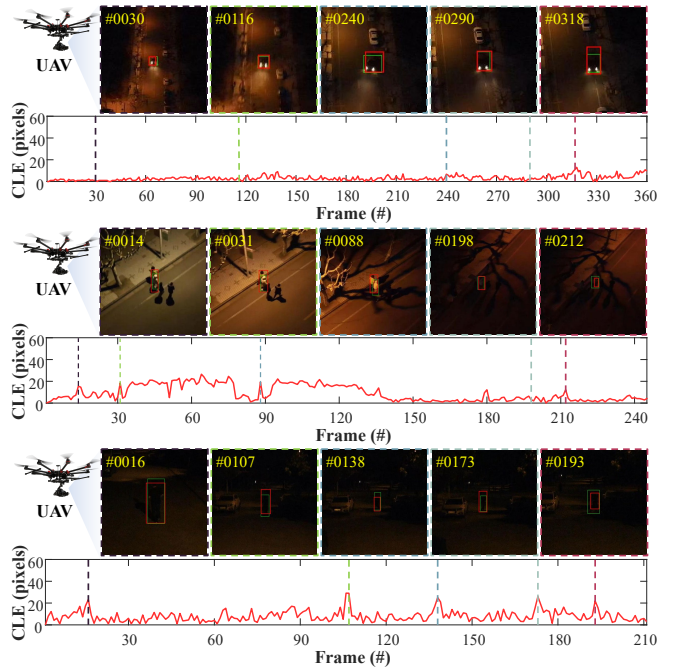 #0030 #0116 #0240 #0290 #0318
UAV
CLE (pixels)
60
40
20
0
30 60 90 120 150 180 210 240 270 300 330 360
Frame (#)
#0014 #0031 #0088 #0198 #0212
UAV
CLE (pixels)
60
40
20
0
30 60 90 120 150 180 210 240
Frame (#)
#0016 #0107 #0138 #0173 #0193
UAV
CLE (pixels)
60
40
20
0
30 60 90 120 150 180 210
Frame (#)